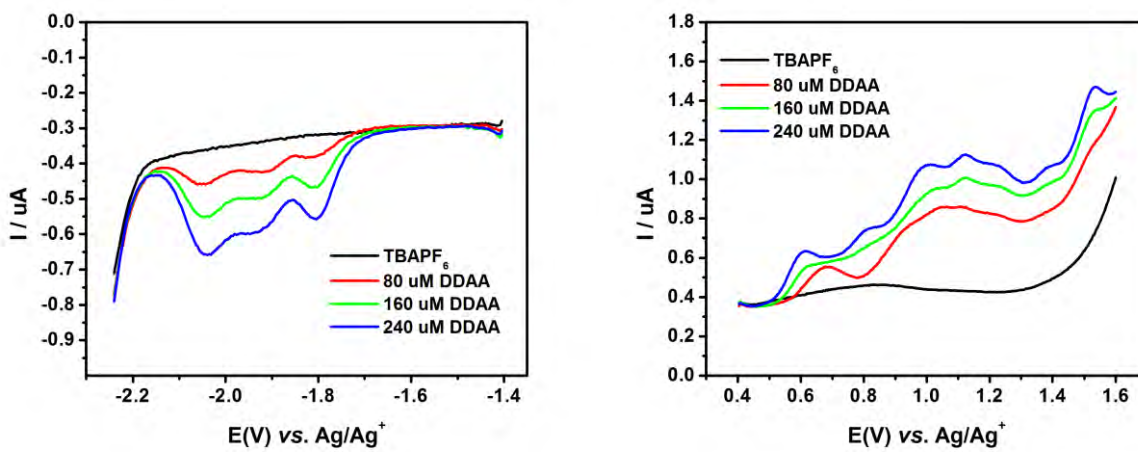 0.0
-0.1
-0.2
-0.3
-0.4
-0.5
-0.6
-0.7
-0.8
-0.9
I / uA
TBAPF6
80 uM DDAA
160 uM DDAA
240 uM DDAA
-2.2 -2.0 -1.8 -1.6 -1.4
E(V) vs. Ag/Ag+
1.8
1.6
1.4
1.2
1.0
0.8
0.6
0.4
0.2
0.0
I / uA
TBAPF6
80 uM DDAA
160 uM DDAA
240 uM DDAA
0.4 0.6 0.8 1.0 1.2 1.4 1.6
E(V) vs. Ag/Ag+